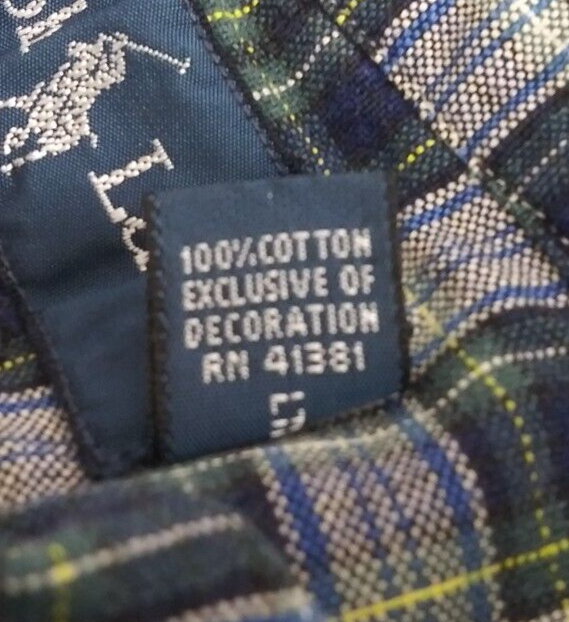 100% COTTON
EXCLUSIVE OF
DECORATION
RN 41381